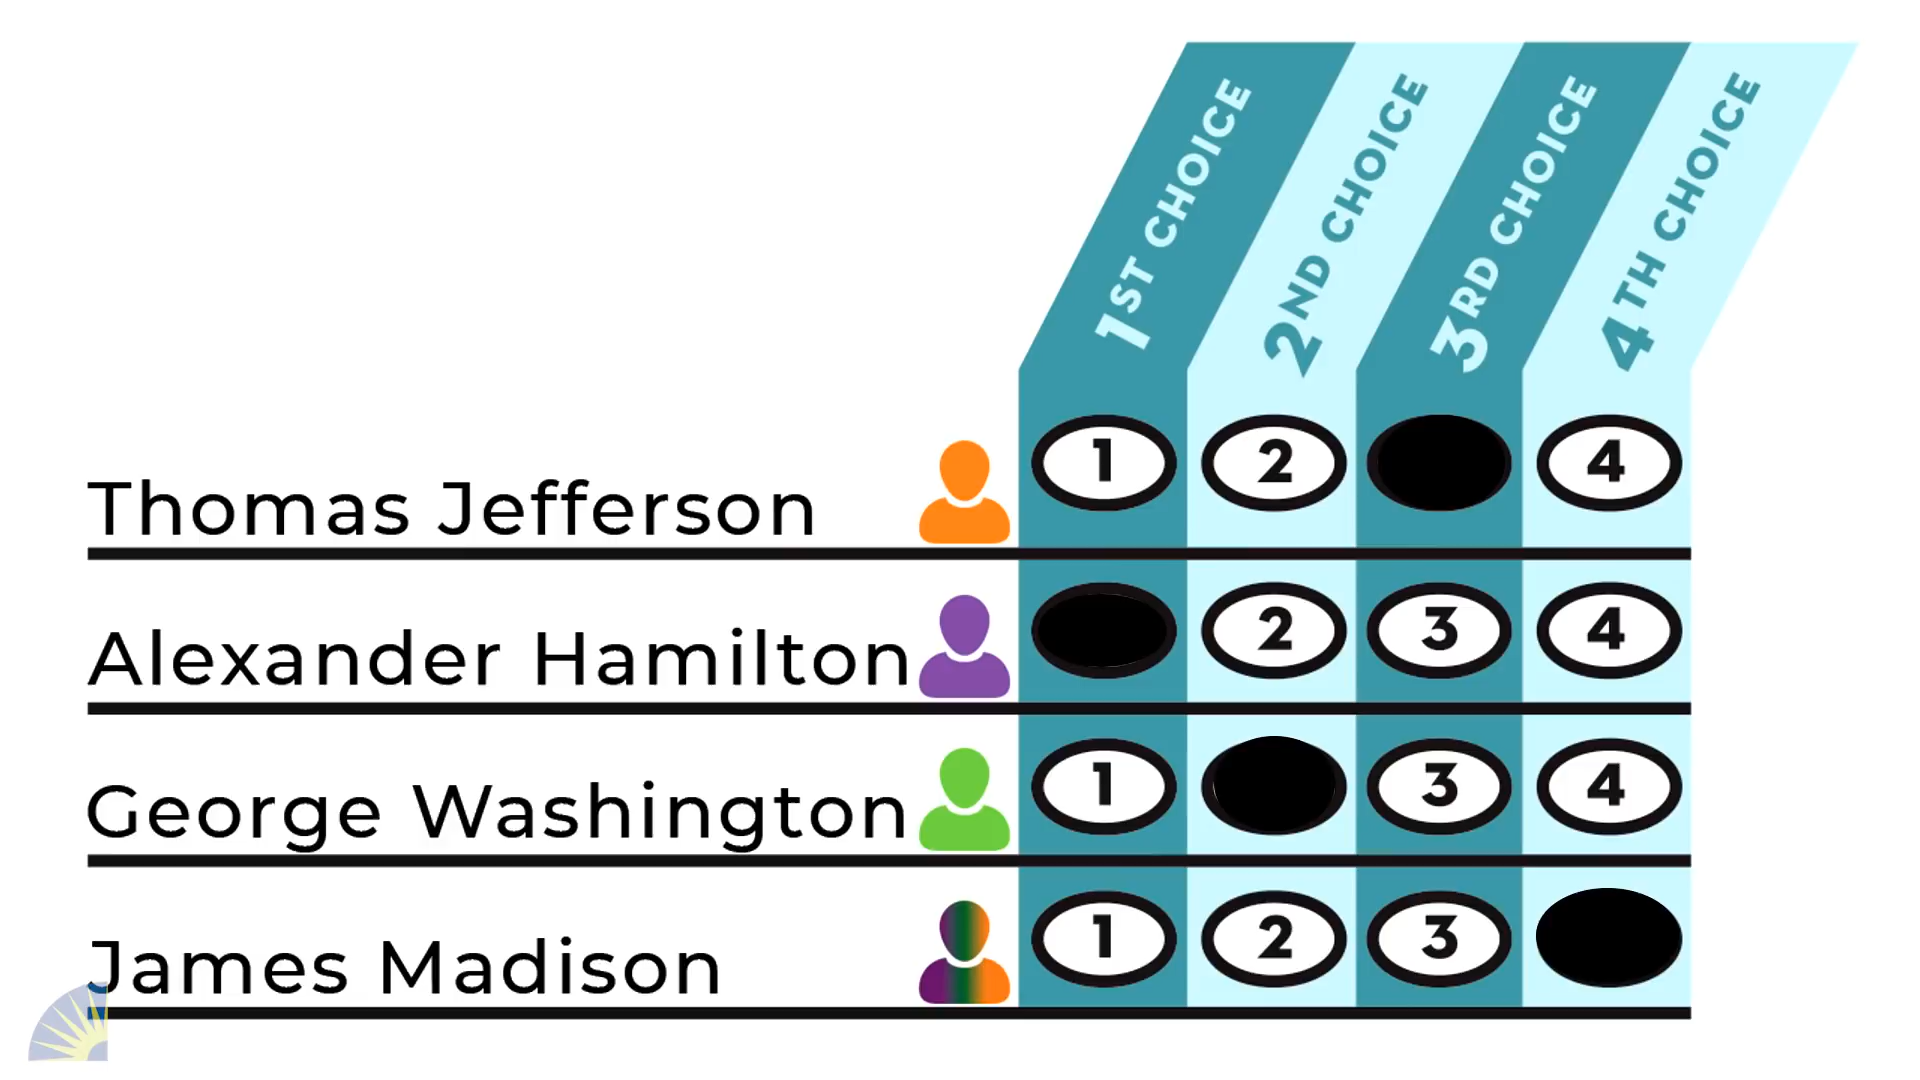 1ST CHOICE
2ND CHOICE
3RD CHOICE
4TH CHOICE
Thomas Jefferson 1 2 4
Alexander Hamilton 2 3 4
George Washington 1 3 4
James Madison 1 2 3